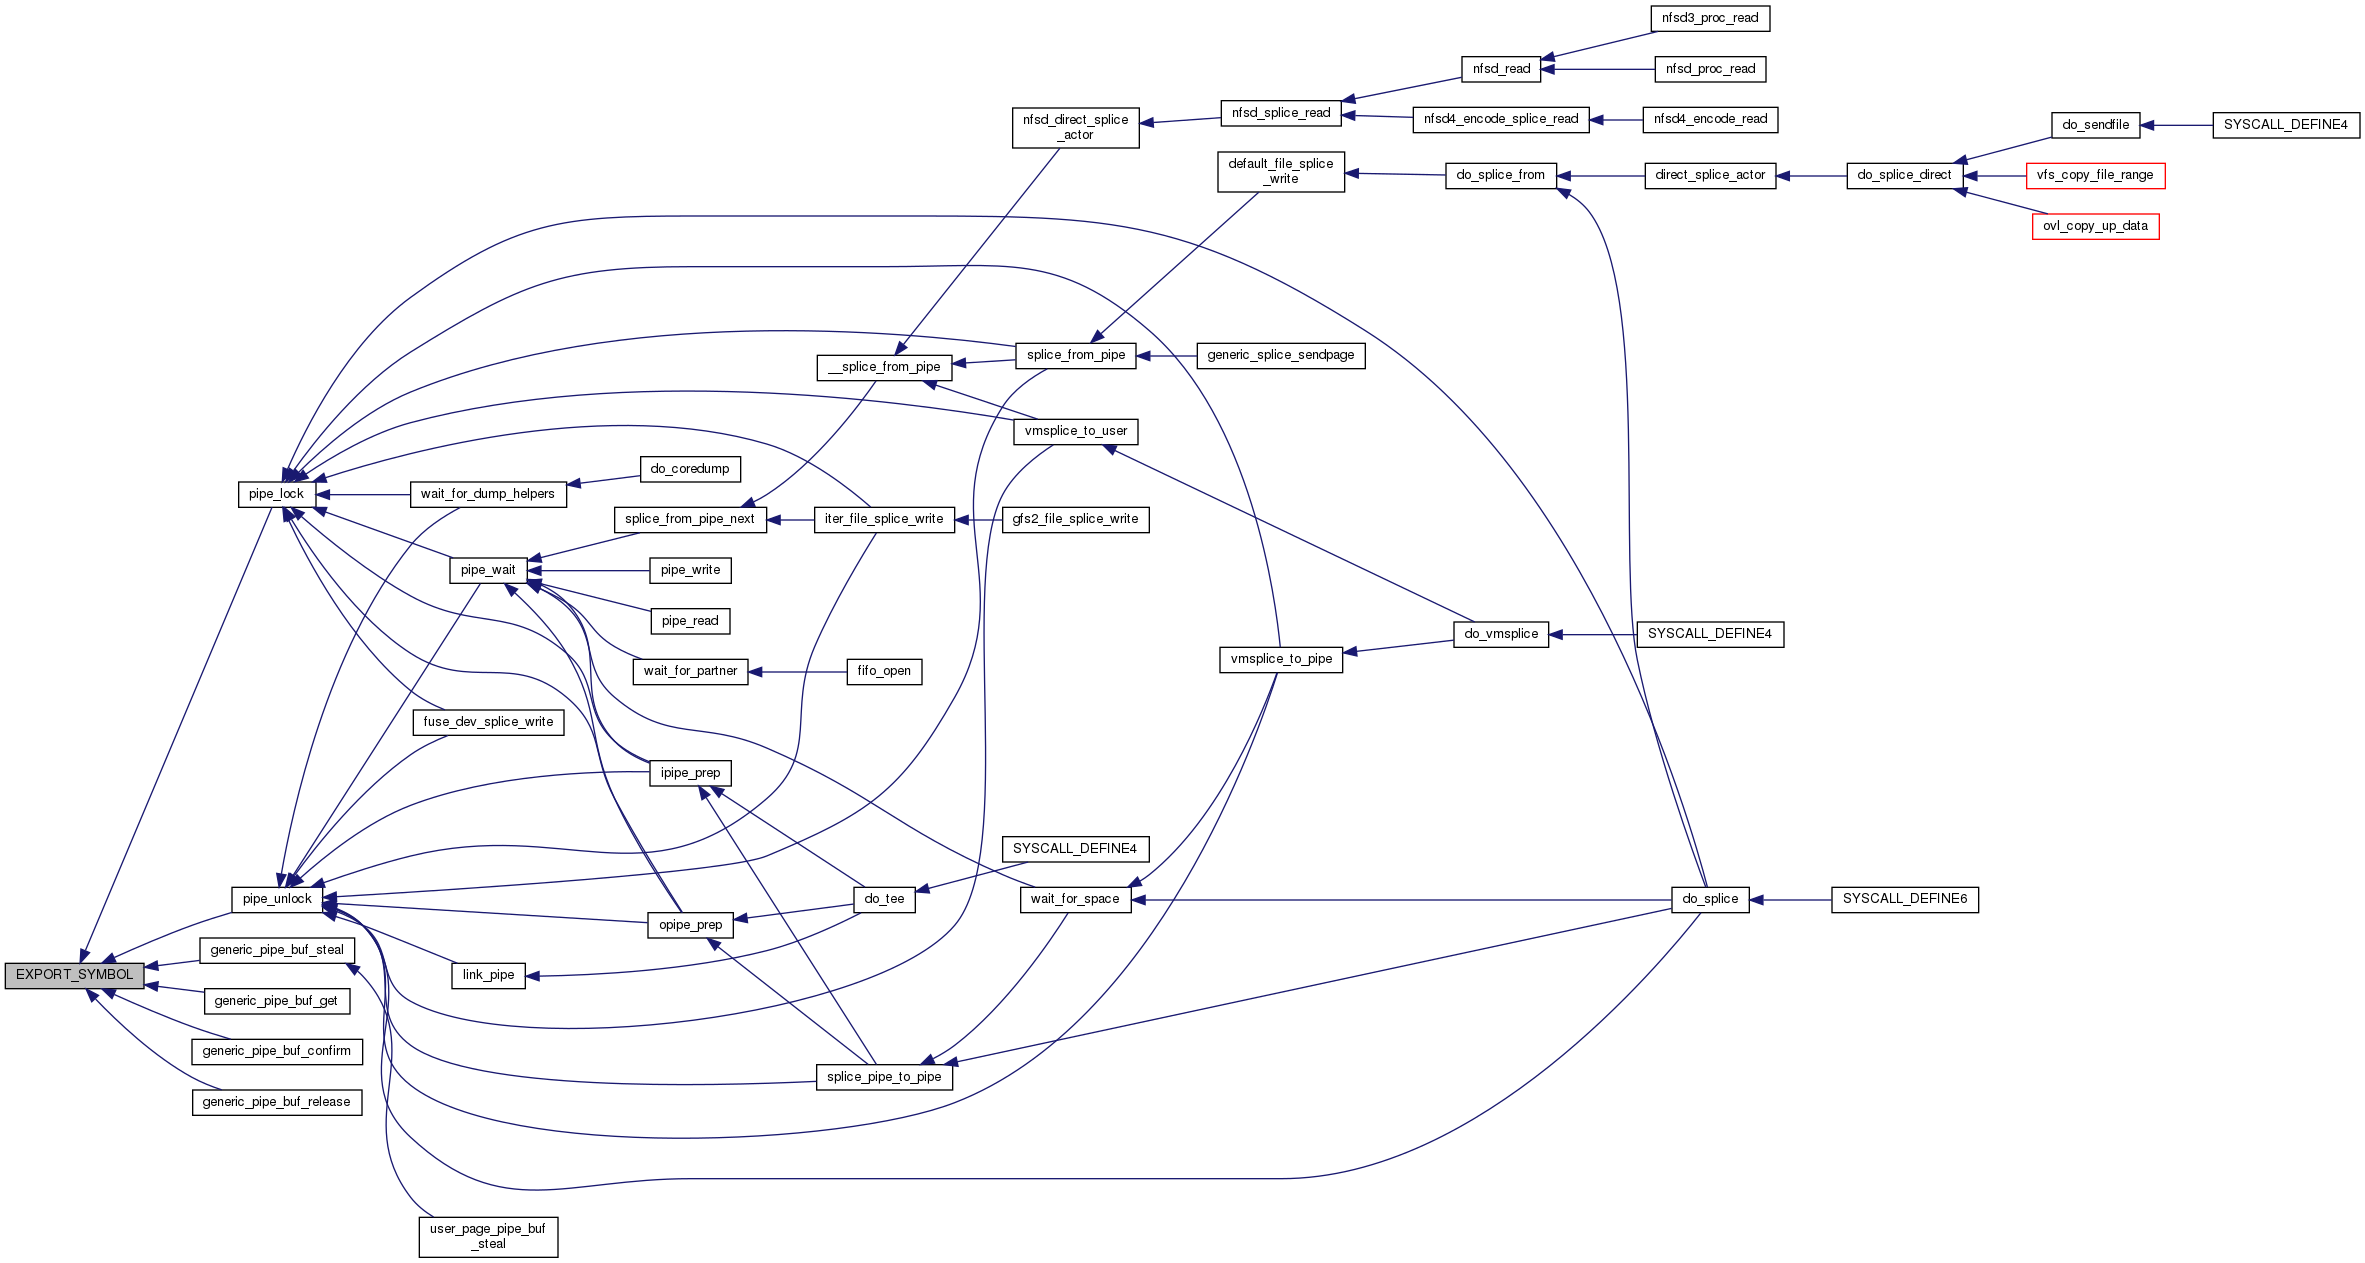 nfsd3_proc_read
nfsd_read
nfsd_proc_read
nfsd_direct_splice
_actor
nfsd_splice_read
nfsd4_encode_splice_read
nfsd4_encode_read
do_sendfile
SYSCALL_DEFINE4
default_file_splice
_write
do_splice_from
direct_splice_actor
do_splice_direct
vfs_copy_file_range
ovl_copy_up_data
__splice_from_pipe
splice_from_pipe
generic_splice_sendpage
vmsplice_to_user
pipe_lock
wait_for_dump_helpers
do_coredump
splice_from_pipe_next
iter_file_splice_write
gfs2_file_splice_write
pipe_wait
pipe_write
pipe_read
wait_for_partner
fifo_open
vmsplice_to_pipe
do_vmsplice
SYSCALL_DEFINE4
fuse_dev_splice_write
ipipe_prep
SYSCALL_DEFINE4
pipe_unlock
opipe_prep
do_tee
wait_for_space
do_splice
SYSCALL_DEFINE6
EXPORT_SYMBOL
generic_pipe_buf_steal
link_pipe
generic_pipe_buf_get
generic_pipe_buf_confirm
splice_pipe_to_pipe
generic_pipe_buf_release
user_page_pipe_buf
_steal